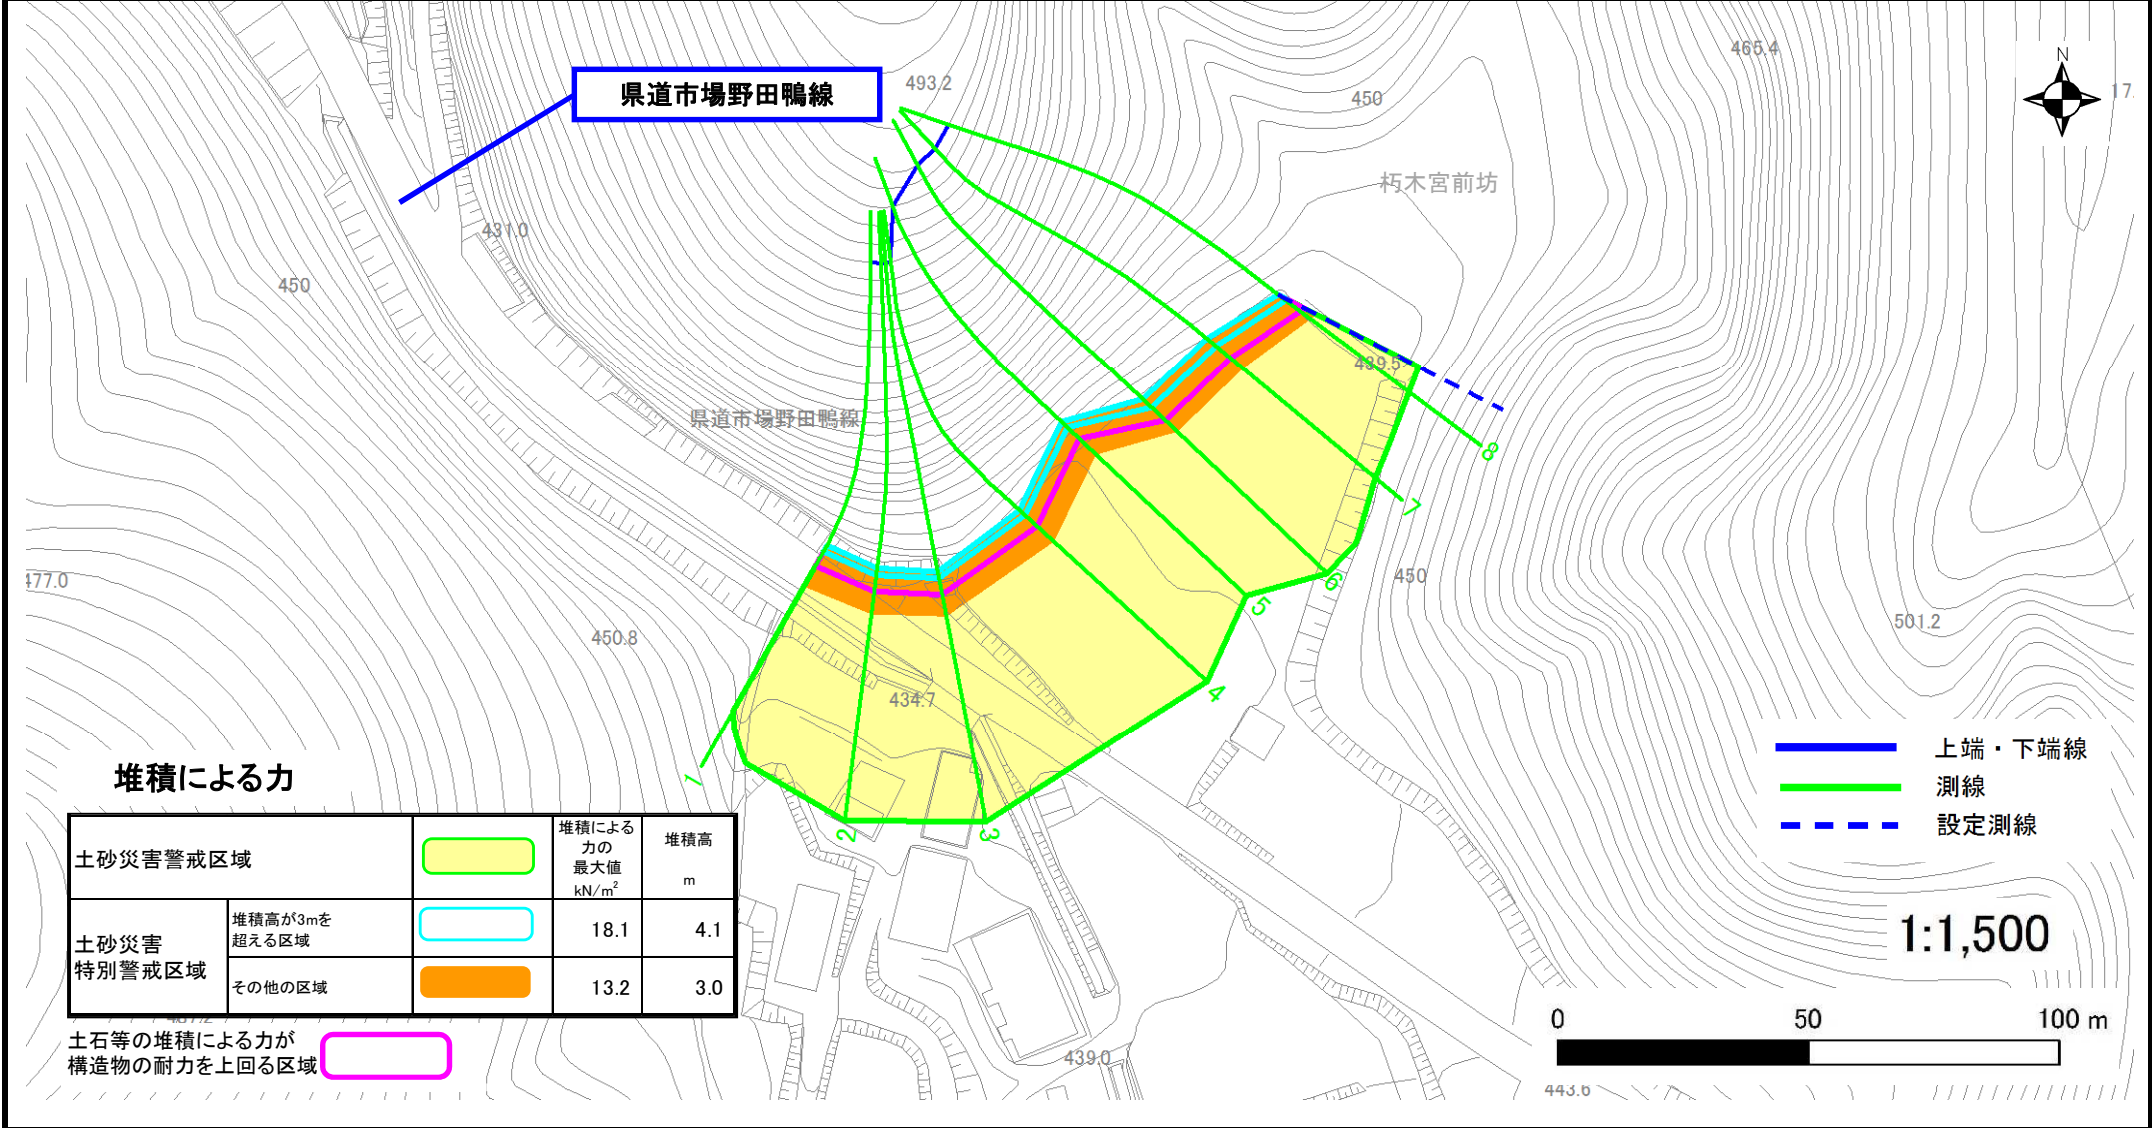 県道市場野田鴨線
493.2
465.4
N
17.
450
朽木宮前坊
431.0
450
439.5
県道市場野田鴨線
8
7
477.0
450
6
5
501.2
450.8
4
434.7
1
2
3
上端・下端線
測線
設定測線
堆積による力
土砂災害警戒区域
堆積による
力の
最大値
kN/m²
堆積高
m
土砂災害
特別警戒区域
堆積高が3mを
超える区域
18.1
4.1
その他の区域
13.2
3.0
土石等の堆積による力が
構造物の耐力を上回る区域
1:1,500
0 50 100 m
439.0
443.6